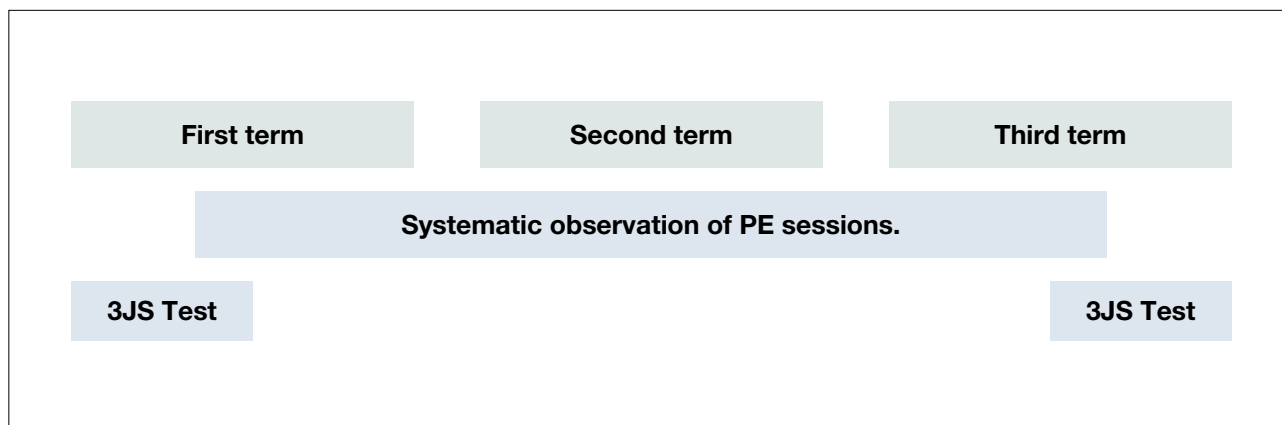 First term
Second term
Third term
Systematic observation of PE sessions.
3JS Test
3JS Test